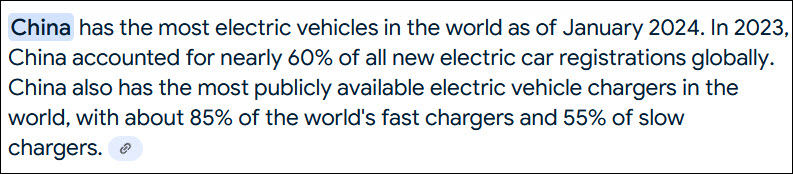 China has the most electric vehicles in the world as of January 2024. In 2023,
China accounted for nearly 60% of all new electric car registrations globally.
China also has the most publicly available electric vehicle chargers in the
world, with about 85% of the world's fast chargers and 55% of slow
chargers.